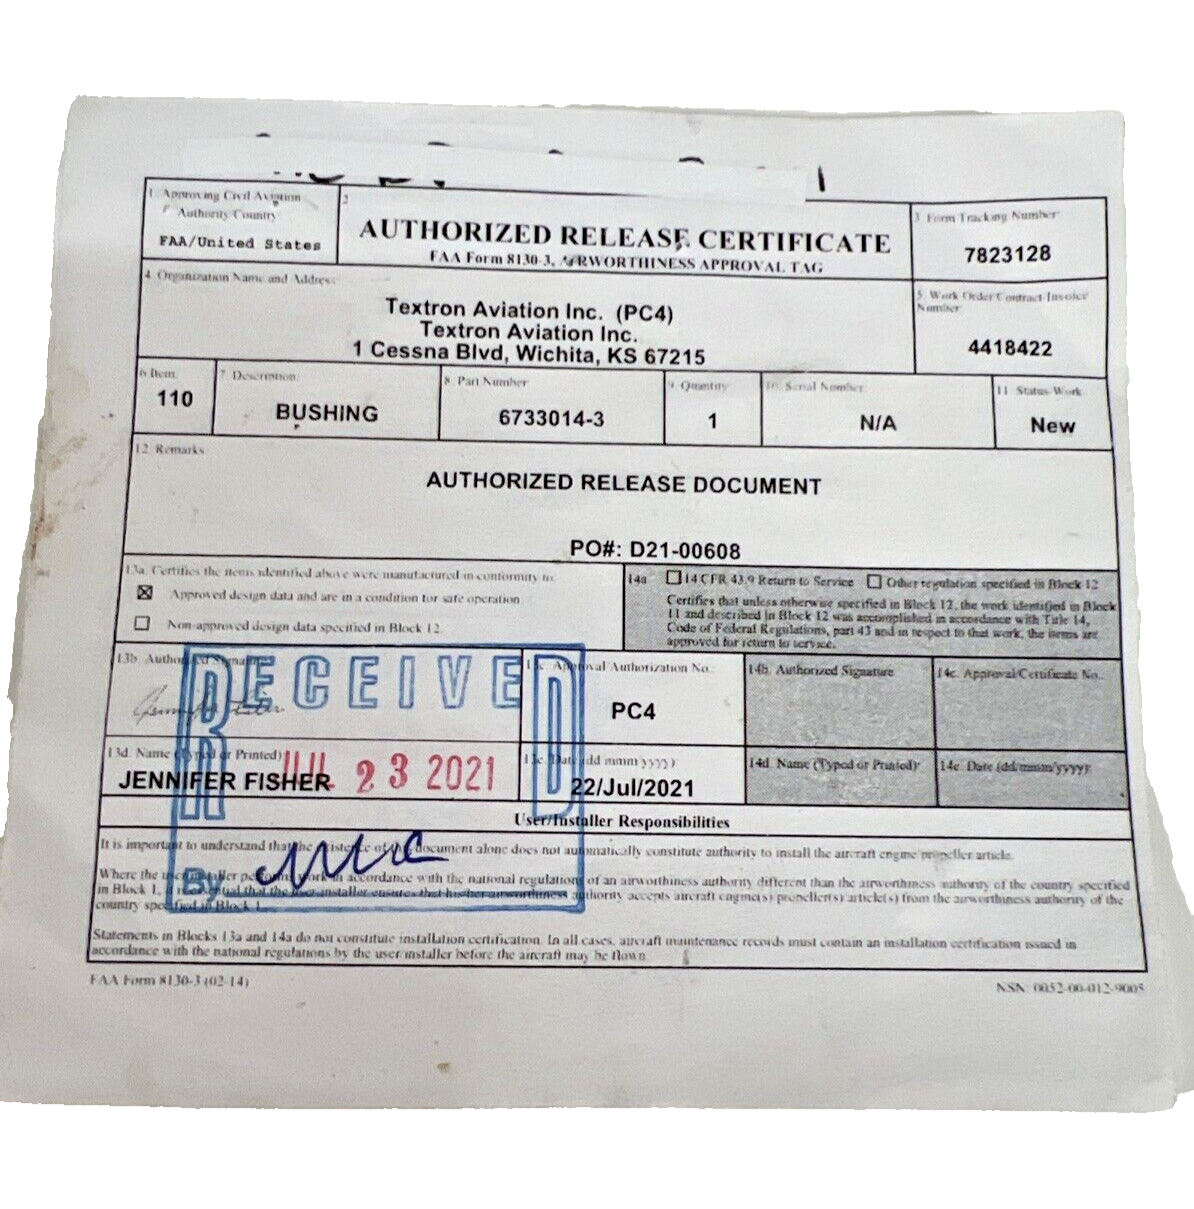 1. Approving Civil Aviation
Authority/Country
FAA/United States
2.
AUTHORIZED RELEASE CERTIFICATE
FAA Form 8130-3, AIRWORTHINESS APPROVAL TAG
3. Form Tracking Number
7823128
4. Organization Name and Address:
Textron Aviation Inc. (PC4)
Textron Aviation Inc.
1 Cessna Blvd, Wichita, KS 67215
5. Work Order/Contract/Invoice
Number:
4418422
6. Item:
110
7. Description:
BUSHING
8. Part Number
6733014-3
9. Quantity:
1
10. Serial Number:
N/A
11. Status/Work:
New
12. Remarks
AUTHORIZED RELEASE DOCUMENT
PO#: D21-00608
13a. Certifies the items identified above were manufactured in conformity to:
Approved design data and are in a condition for safe operation
Non-approved design data specified in Block 12.
14a. 14 CFR 43.9 Return to Service Other regulation specified in Block 12
Certifies that unless otherwise specified in Block 12, the work identified in Block
11 and described in Block 12 was accomplished in accordance with Title 14,
Code of Federal Regulations, part 43 and in respect to that work, the items are
approved for return to service.
13b. Authorized Signature
13c. Approval/Authorization No.:
PC4
14b. Authorized Signature
14c. Approval/Certificate No.:
RECEIVED
13d. Name (Typed or Printed)
JENNIFER FISHER
JUL 23 2021
13e. Date (dd mmm yyyy):
22/Jul/2021
14d. Name (Typed or Printed):
14e. Date (dd/mmm/yyyy):
User/Installer Responsibilities
It is important to understand that the existence of the document alone does not automatically constitute authority to install the aircraft engine propeller article.
Where the user/installer performs work in accordance with the national regulations of an airworthiness authority different than the airworthiness authority of the country specified
in Block 1, it is essential that the user installer ensures that his/her airworthiness authority accepts aircraft engine(s) propeller(s) article(s) from the airworthiness authority of the
country specified in Block 1.
BY
Statements in Blocks 13a and 14a do not constitute installation certification. In all cases, aircraft maintenance records must contain an installation certification issued in
accordance with the national regulations by the user installer before the aircraft may be flown.
FAA Form 8130-3 (02-14)
NSN: 0052-00-012-9005